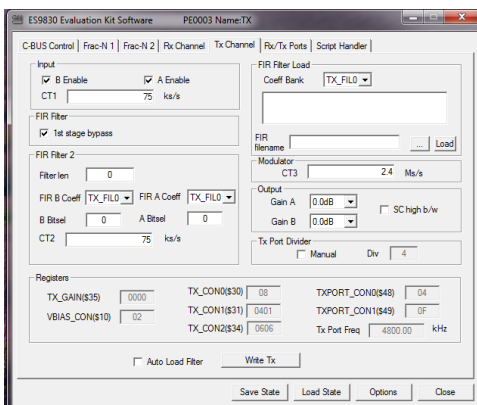 ES9830 Evaluation Kit Software PE0003 Name:TX
C-BUS Control Frac-N 1 Frac-N 2 Rx Channel Tx Channel Rx/Tx Ports Script Handler
Input
B Enable A Enable
CT1 75 ks/s
FIR Filter
1st stage bypass
FIR Filter 2
Filter len 0
FIR B Coeff TX_FIL0 FIR A Coeff TX_FIL0
B Bitsel 0 A Bitsel 0
CT2 75 ks/s
FIR Filter Load
Coeff Bank TX_FIL0
FIR filename ... Load
Modulator
CT3 2.4 Ms/s
Output
Gain A 0.0dB
SC high b/w
Gain B 0.0dB
Tx Port Divider
Manual Div 4
Registers
TX_GAIN($35) 0000 TX_CON0($30) 08 TXPORT_CON0($48) 04
VBIAS_CON($10) 02 TX_CON1($31) 0401 TXPORT_CON1($49) 0F
TX_CON2($34) 0606 Tx Port Freq 4800.00 kHz
Auto Load Filter Write Tx
Save State Load State Options Close